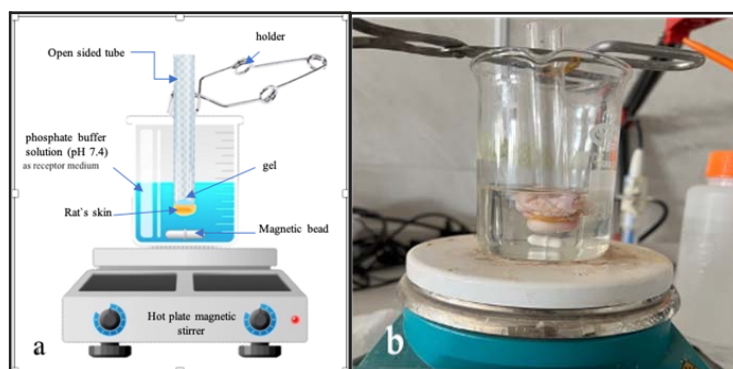 holder
Open sided tube
phosphate buffer
solution (pH 7.4)
as receptor medium
gel
Rat`s skin
Magnetic bead
Hot plate magnetic
stirrer
a
b